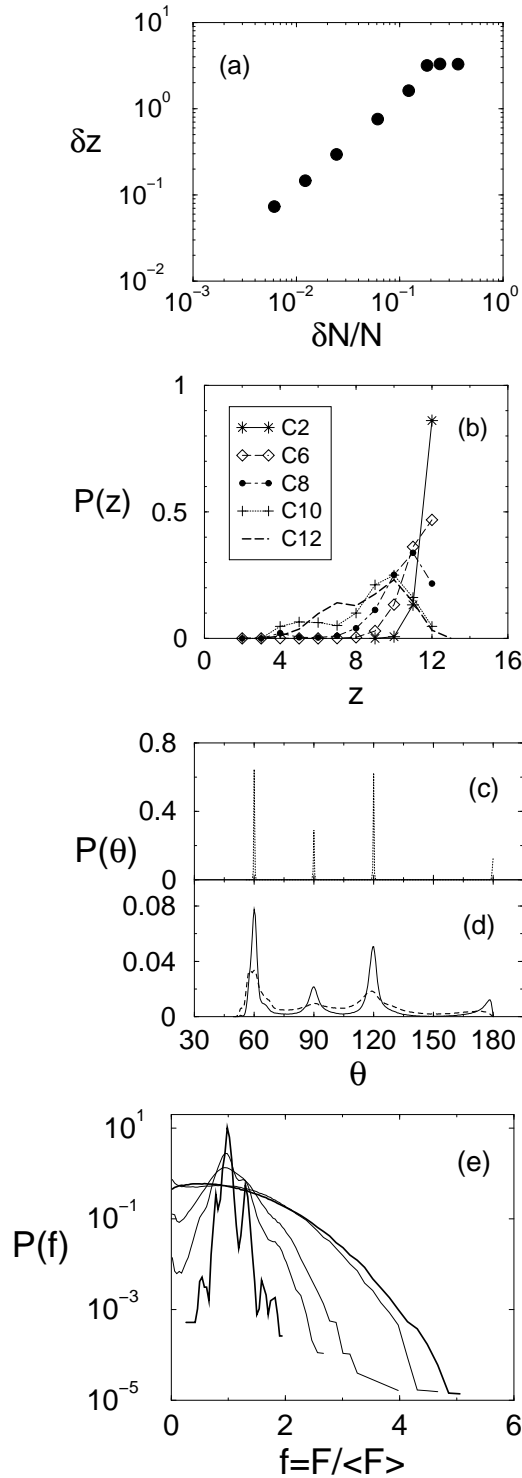 10^1
(a)
10^0
δz
10^-1
10^-2
10^-3 10^-2 10^-1 10^0
δN/N
1
C2
(b)
C6
C8
P(z)
0.5
C10
C12
0
0 4 8 12 16
z
0.8
(c)
0.4
P(θ)
0
0.08
(d)
0.04
0
30 60 90 120 150 180
θ
10^1
(e)
10^-1
P(f)
10^-3
10^-5
0 2 4 6
f=F/<F>